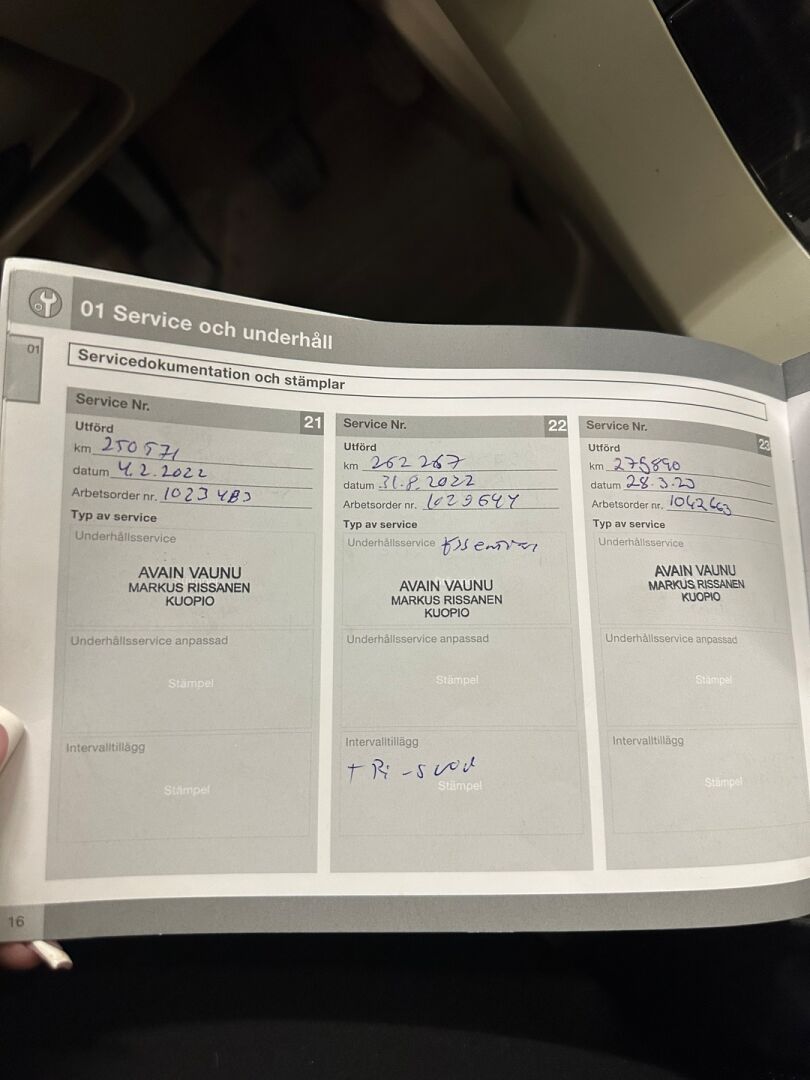 01 Service och underhåll
01
Servicedokumentation och stämplar
Service Nr. 21
Utförd
km 250571
datum 4.2.2022
Arbetsorder nr. 1023483
Typ av service
Underhållsservice
AVAIN VAUNU
MARKUS RISSANEN
KUOPIO
Underhållsservice anpassad
Stämpel
Intervalltillägg
Stämpel
Service Nr. 22
Utförd
km 262 267
datum 31.8.2022
Arbetsorder nr.
Typ av service
Underhållsservice
AVAIN VAUNU
MARKUS RISSANEN
KUOPIO
Underhållsservice anpassad
Stämpel
Intervalltillägg
Stämpel
Service Nr. 23
Utförd
km 275890
datum 28.3.23
Arbetsorder nr. 1042663
Typ av service
Underhållsservice
AVAIN VAUNU
MARKUS RISSANEN
KUOPIO
Underhållsservice anpassad
Stämpel
Intervalltillägg
Stämpel
16